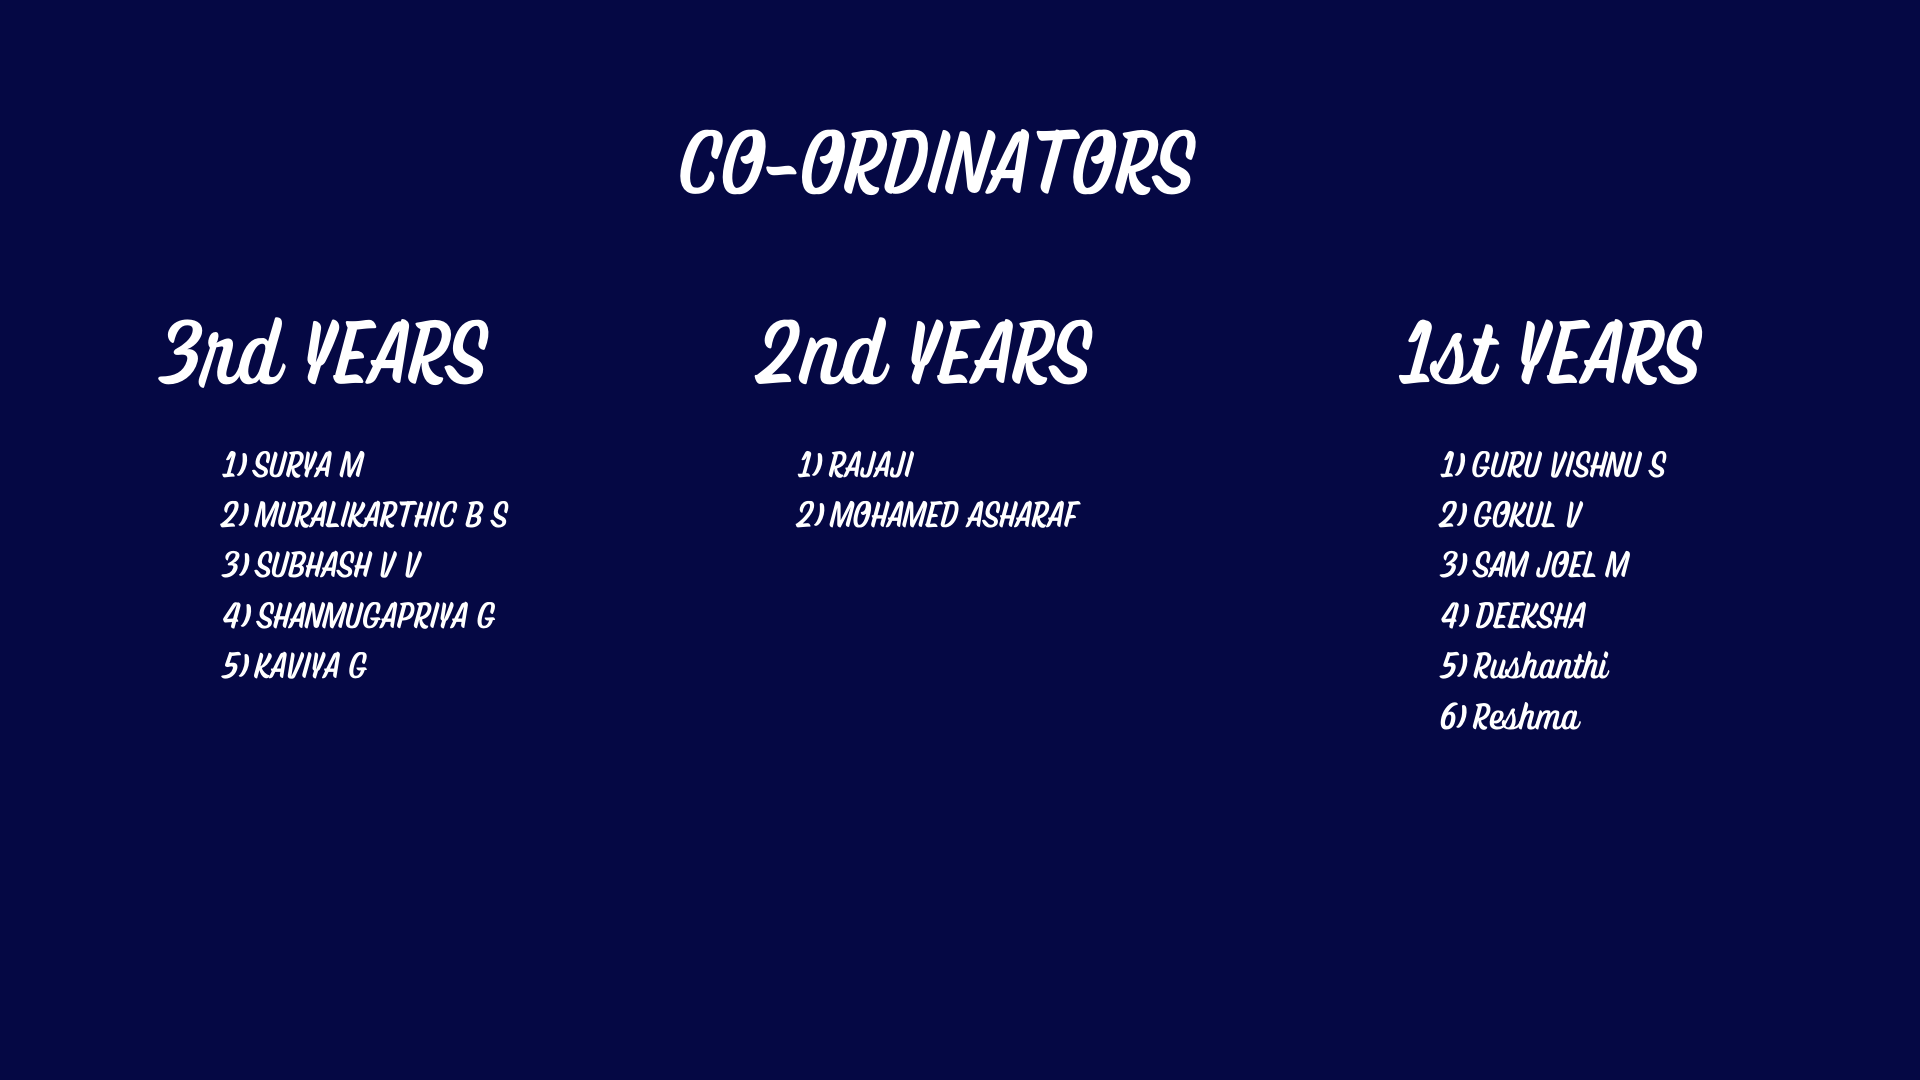 CO-ORDINATORS
3rd YEARS
1) SURYA M
2) MURALIKARTHIC B S
3) SUBHASH V V
4) SHANMUGAPRIYA G
5) KAVIYA G
2nd YEARS
1) RAJAJI
2) MOHAMED ASHARAF
1st YEARS
1) GURU VISHNU S
2) GOKUL V
3) SAM JOEL M
4) DEEKSHA
5) Rushanthi
6) Reshma